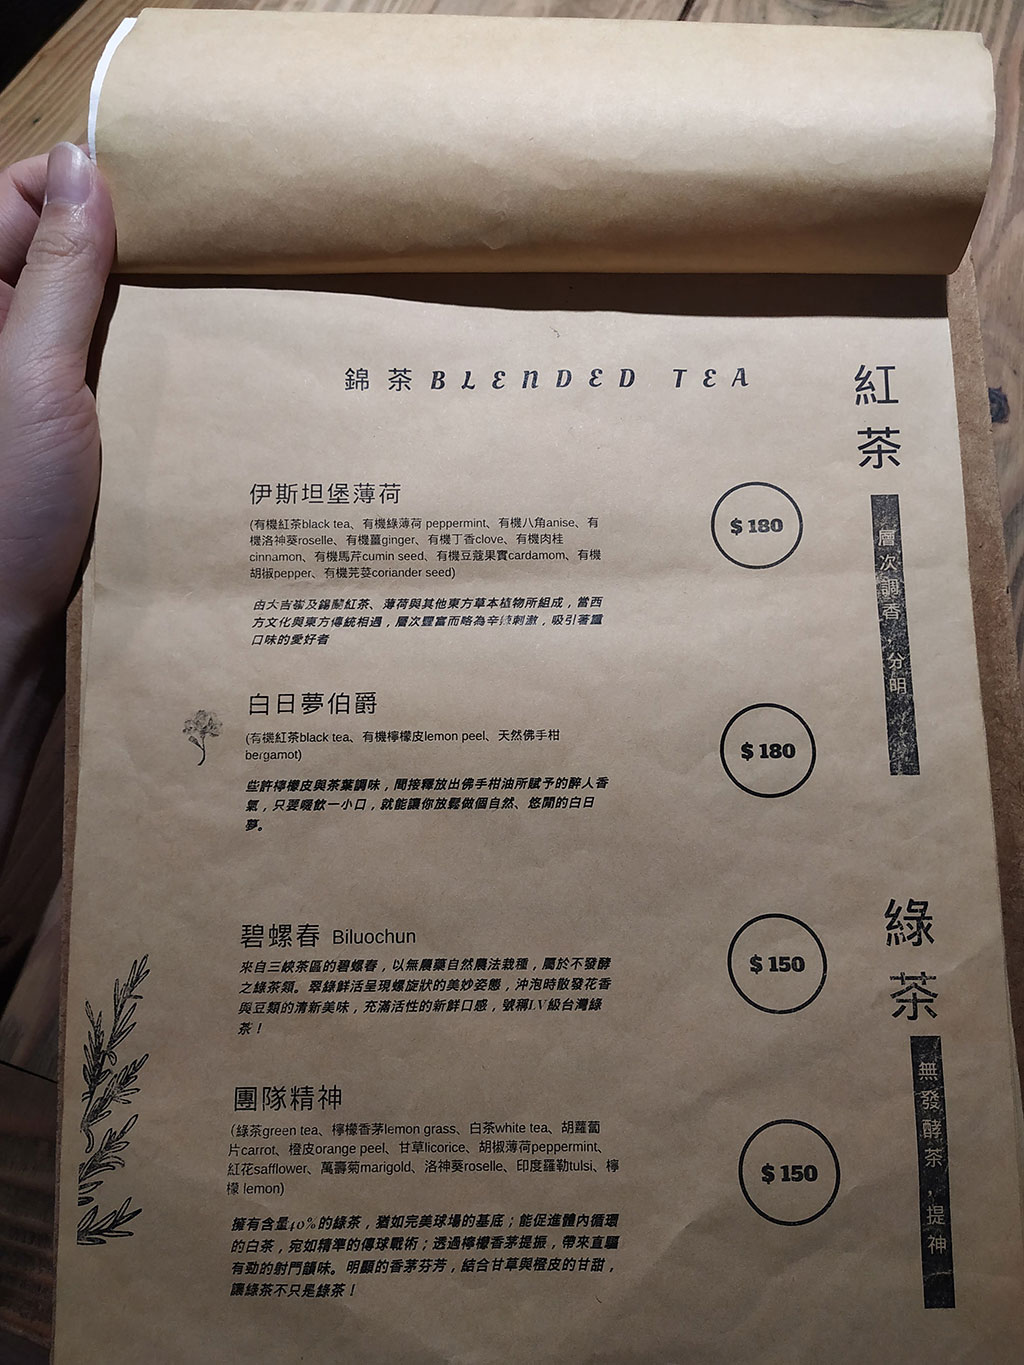 錦茶 BLENDED TEA
紅茶
層次調香，分明
伊斯坦堡薄荷
$ 180
(有機紅茶black tea、有機綠薄荷 peppermint、有機八角anise、有
機洛神葵roselle、有機薑ginger、有機丁香clove、有機肉桂
cinnamon、有機馬芹cumin seed、有機豆蔻果實cardamom、有機
胡椒pepper、有機芫荽coriander seed)
由大吉嶺及錫蘭紅茶、薄荷與其他東方草本植物所組成，當西
方文化與東方傳統相遇，層次豐富而略為辛辣刺激，吸引著重
口味的愛好者
白日夢伯爵
$ 180
(有機紅茶black tea、有機檸檬皮lemon peel、天然佛手柑
bergamot)
些許檸檬皮與茶葉調味，間接釋放出佛手柑油所賦予的醉人香
氣，只要啜飲一小口，就能讓你放鬆做個自然、悠閒的白日
夢。
綠茶
無發酵茶，提神
碧螺春 Biluochun
$ 150
來自三峽茶區的碧螺春，以無農藥自然農法栽種，屬於不發酵
之綠茶類。翠綠鮮活呈現螺旋狀的美妙姿態，沖泡時散發花香
與豆類的清新美味，充滿活性的新鮮口感，號稱LV級台灣綠
茶！
團隊精神
$ 150
(綠茶green tea、檸檬香茅lemon grass、白茶white tea、胡蘿蔔
片carrot、橙皮orange peel、甘草licorice、胡椒薄荷peppermint、
紅花safflower、萬壽菊marigold、洛神葵roselle、印度羅勒tulsi、檸
檬 lemon)
擁有含量40%的綠茶，猶如完美球場的基底；能促進體內循環
的白茶，宛如精準的傳球戰術；透過檸檬香茅提振，帶來直驅
有勁的射門韻味。明顯的香茅芬芳，結合甘草與橙皮的甘甜，
讓綠茶不只是綠茶！